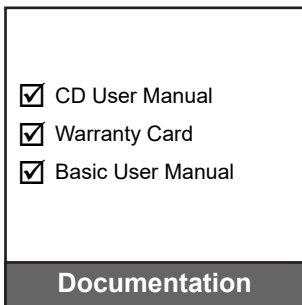 CD User Manual
Warranty Card
Basic User Manual
Documentation